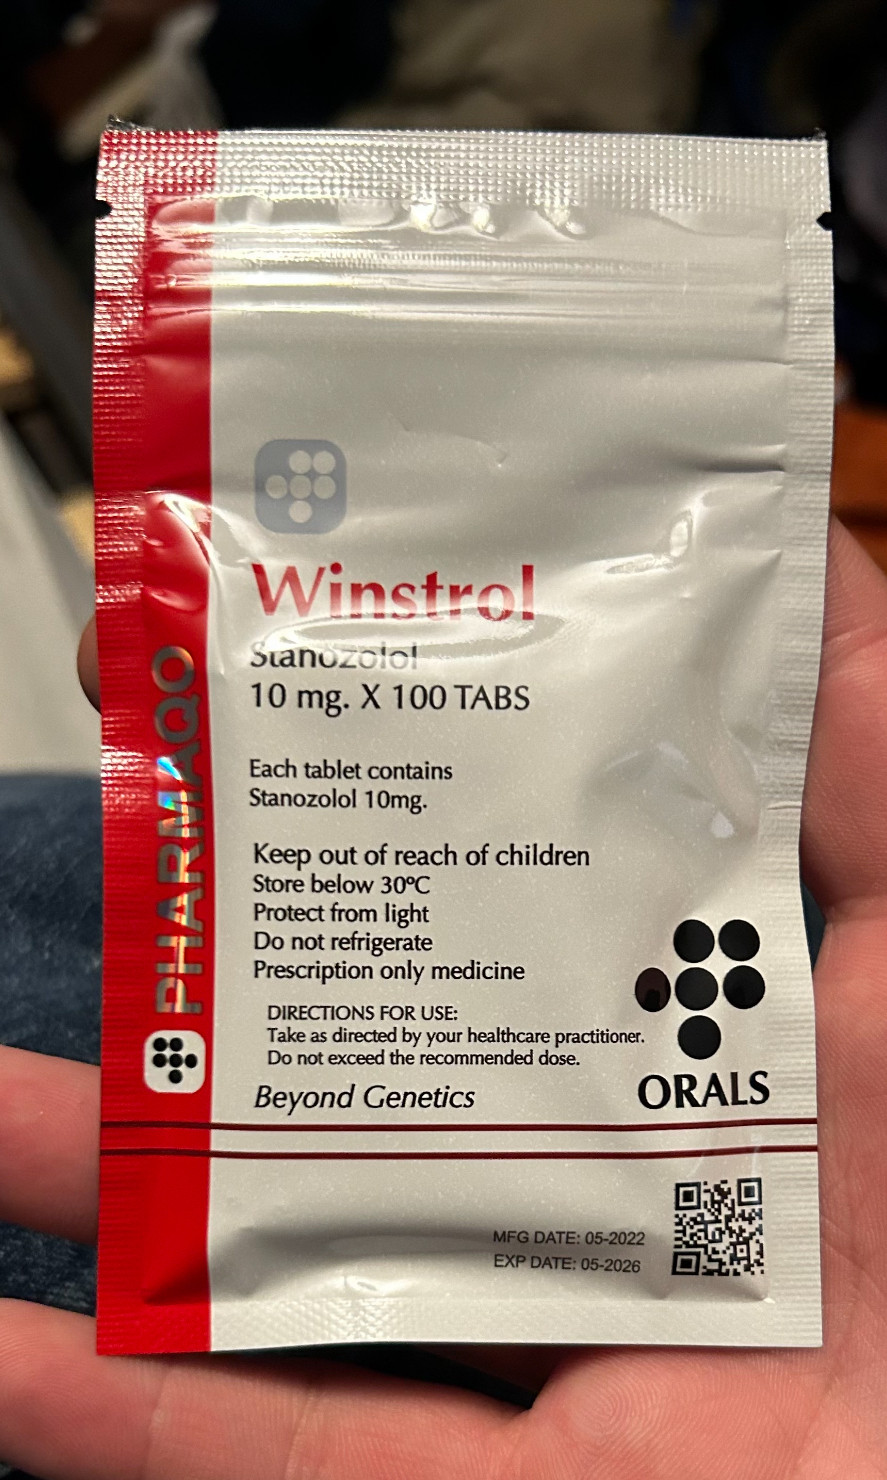 Winstrol
Stanozolol
10 mg. X 100 TABS
Each tablet contains
Stanozolol 10mg.
Keep out of reach of children
Store below 30ºC
Protect from light
Do not refrigerate
Prescription only medicine
DIRECTIONS FOR USE:
Take as directed by your healthcare practitioner.
Do not exceed the recommended dose.
Beyond Genetics
ORALS
PHARMAQO
MFG DATE: 05-2022
EXP DATE: 05-2026